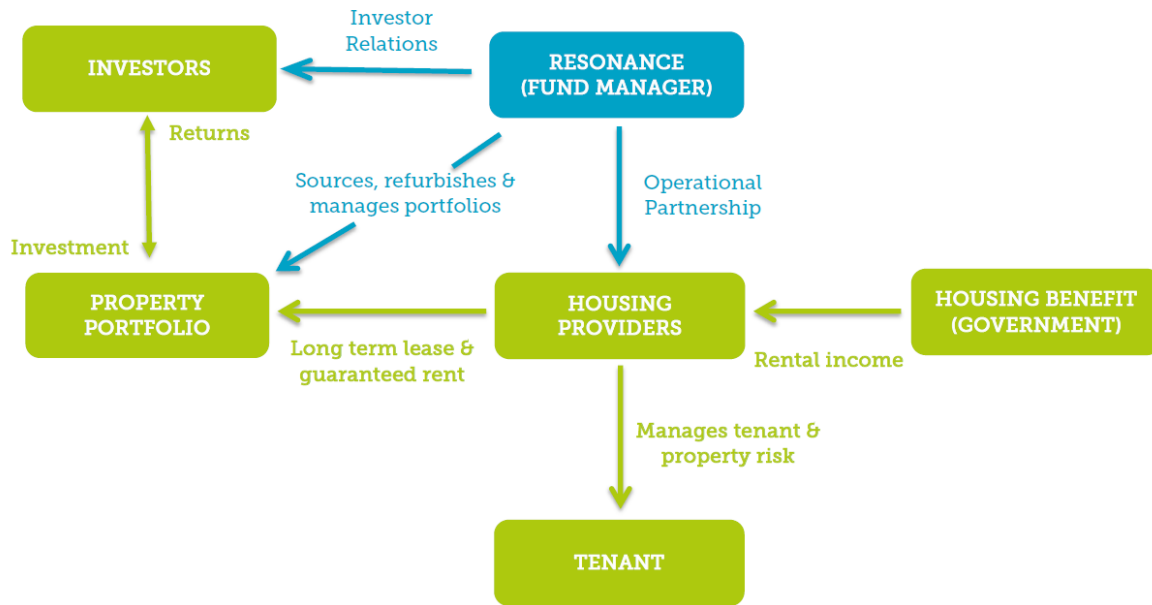 Investor
Relations
INVESTORS
RESONANCE
(FUND MANAGER)
Returns
Sources, refurbishes &
manages portfolios
Operational
Partnership
Investment
PROPERTY
PORTFOLIO
HOUSING
PROVIDERS
HOUSING BENEFIT
(GOVERNMENT)
Long term lease &
guaranteed rent
Rental income
Manages tenant &
property risk
TENANT